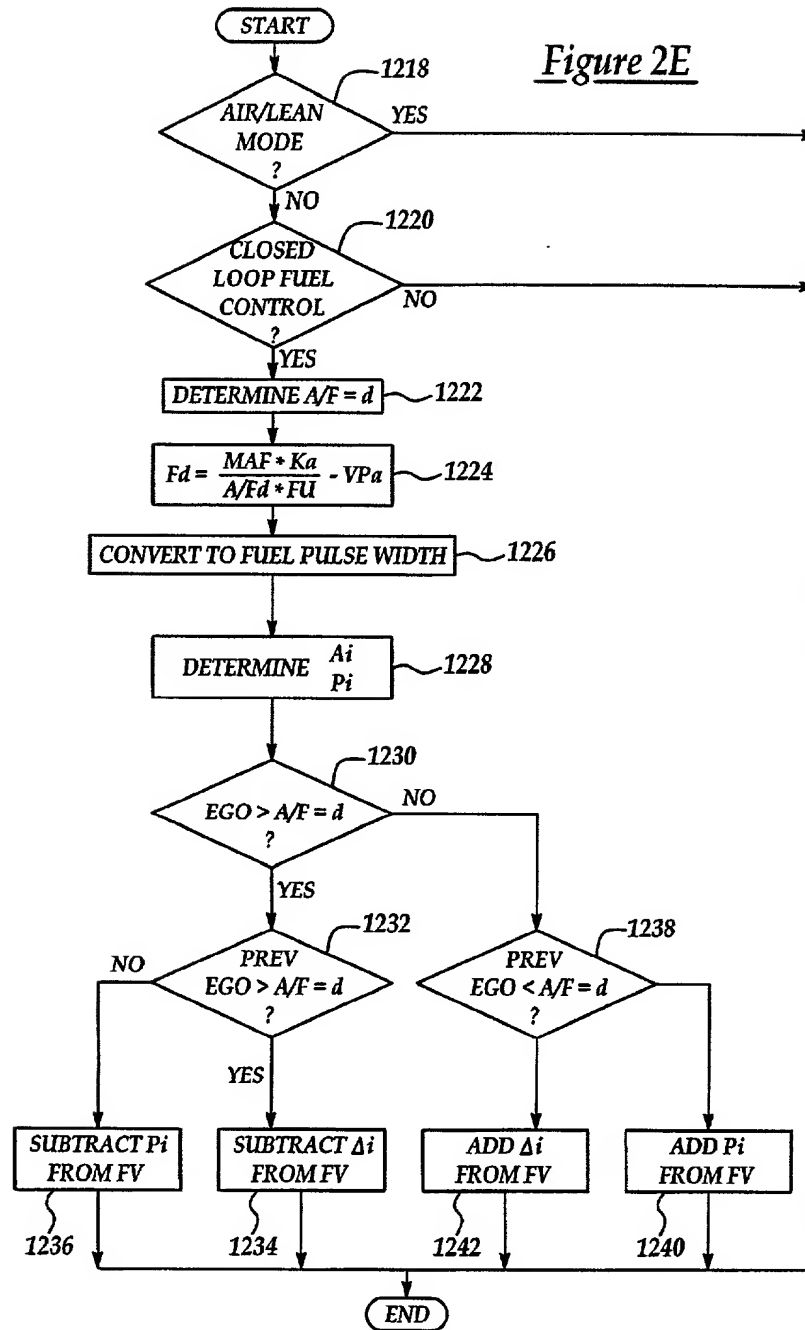 START
Figure 2E
1218
AIR/LEAN
MODE
?
YES
NO
1220
CLOSED
LOOP FUEL
CONTROL
?
NO
YES
DETERMINE A/F = d
1222
Fd = MAF * Ka / A/Fd * FU - VPa
1224
CONVERT TO FUEL PULSE WIDTH
1226
DETERMINE Ai
Pi
1228
1230
EGO > A/F = d
?
NO
YES
1232
PREV
EGO > A/F = d
?
NO
YES
1238
PREV
EGO < A/F = d
?
SUBTRACT Pi
FROM FV
1236
SUBTRACT Δi
FROM FV
1234
ADD Δi
FROM FV
1242
ADD Pi
FROM FV
1240
END